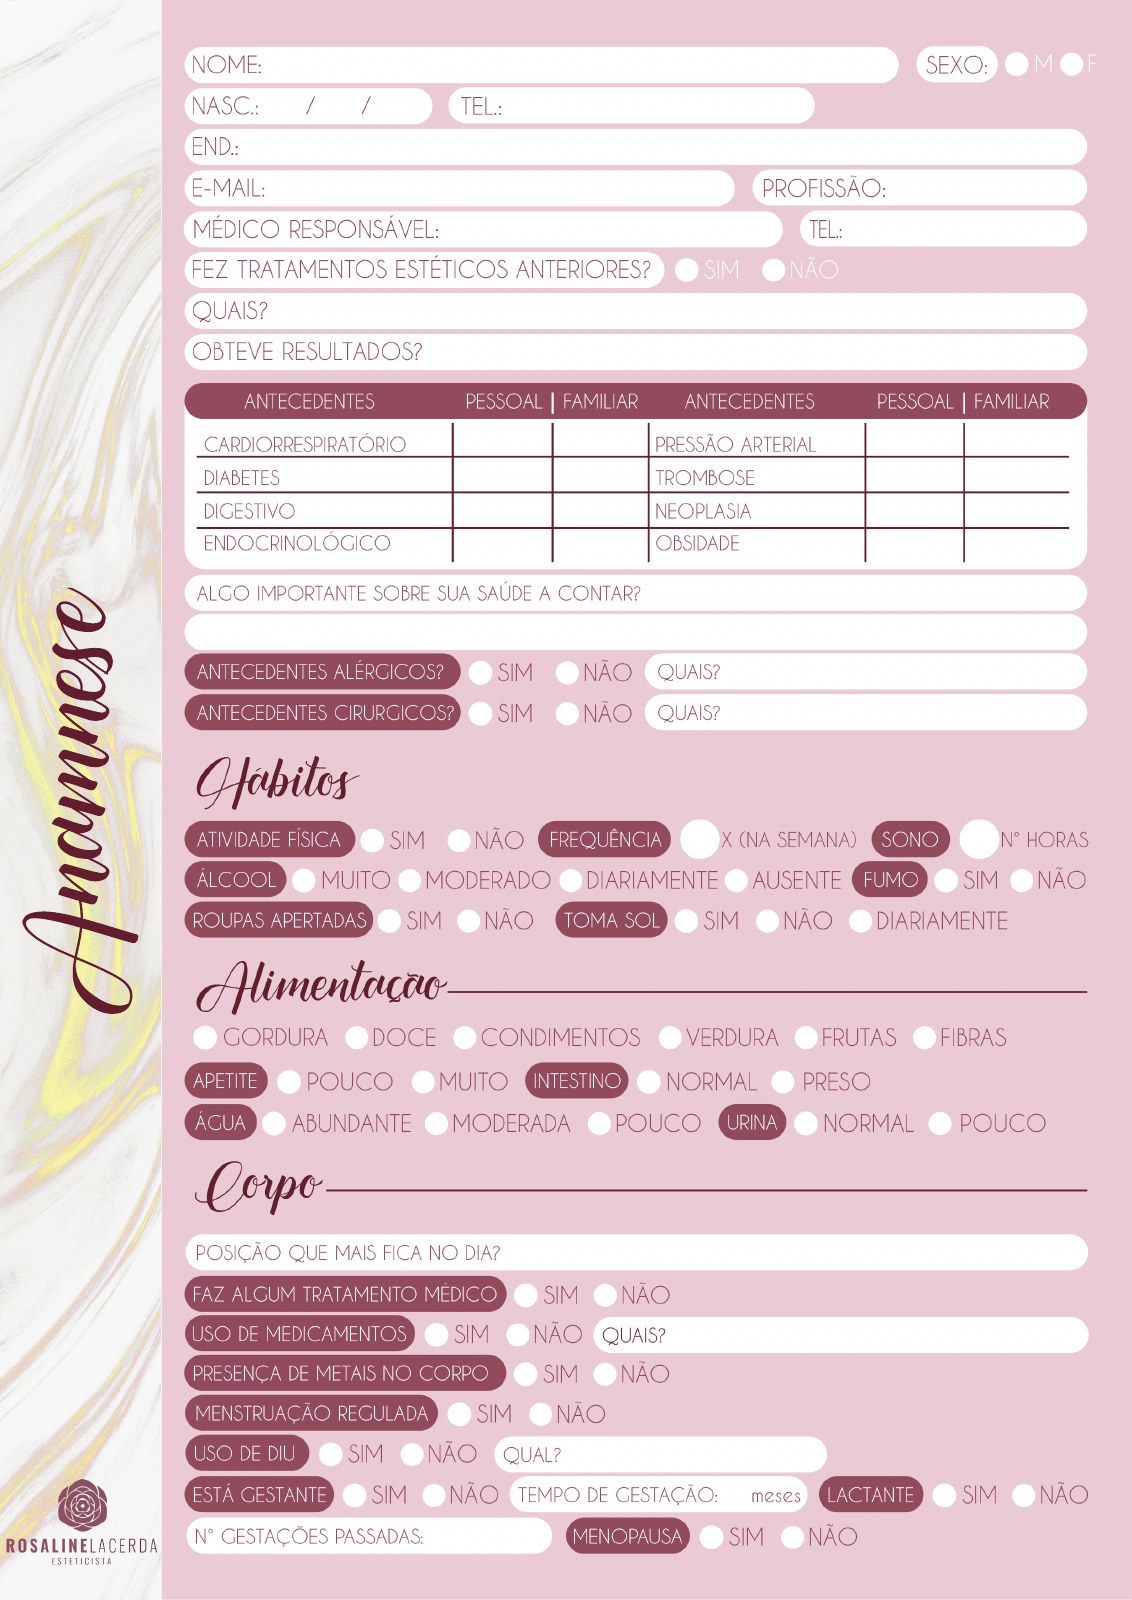 NOME: SEXO: M F
NASC.: / / TEL.:
END.:
E-MAIL: PROFISSÃO:
MÉDICO RESPONSÁVEL: TEL.:
FEZ TRATAMENTOS ESTÉTICOS ANTERIORES? SIM NÃO
QUAIS?
OBTEVE RESULTADOS?
ANTECEDENTES PESSOAL | FAMILIAR ANTECEDENTES PESSOAL | FAMILIAR
CARDIORRESPIRATÓRIO PRESSÃO ARTERIAL
DIABETES TROMBOSE
DIGESTIVO NEOPLASIA
ENDOCRINOLÓGICO OBSIDADE
ALGO IMPORTANTE SOBRE SUA SAÚDE A CONTAR?
ANTECEDENTES ALÉRGICOS? SIM NÃO QUAIS?
ANTECEDENTES CIRURGICOS? SIM NÃO QUAIS?
Anamnese
Hábitos
ATIVIDADE FÍSICA SIM NÃO FREQUÊNCIA X (NA SEMANA) SONO N° HORAS
ÁLCOOL MUITO MODERADO DIARIAMENTE AUSENTE FUMO SIM NÃO
ROUPAS APERTADAS SIM NÃO TOMA SOL SIM NÃO DIARIAMENTE
Alimentação
GORDURA DOCE CONDIMENTOS VERDURA FRUTAS FIBRAS
APETITE POUCO MUITO INTESTINO NORMAL PRESO
ÁGUA ABUNDANTE MODERADA POUCO URINA NORMAL POUCO
Corpo
POSIÇÃO QUE MAIS FICA NO DIA?
FAZ ALGUM TRATAMENTO MÉDICO SIM NÃO
USO DE MEDICAMENTOS SIM NÃO QUAIS?
PRESENÇA DE METAIS NO CORPO SIM NÃO
MENSTRUAÇÃO REGULADA SIM NÃO
USO DE DIU SIM NÃO QUAL?
ESTÁ GESTANTE SIM NÃO TEMPO DE GESTAÇÃO: meses LACTANTE SIM NÃO
N° GESTAÇÕES PASSADAS: MENOPAUSA SIM NÃO
ROSALINELACERDA
ESTETICISTA